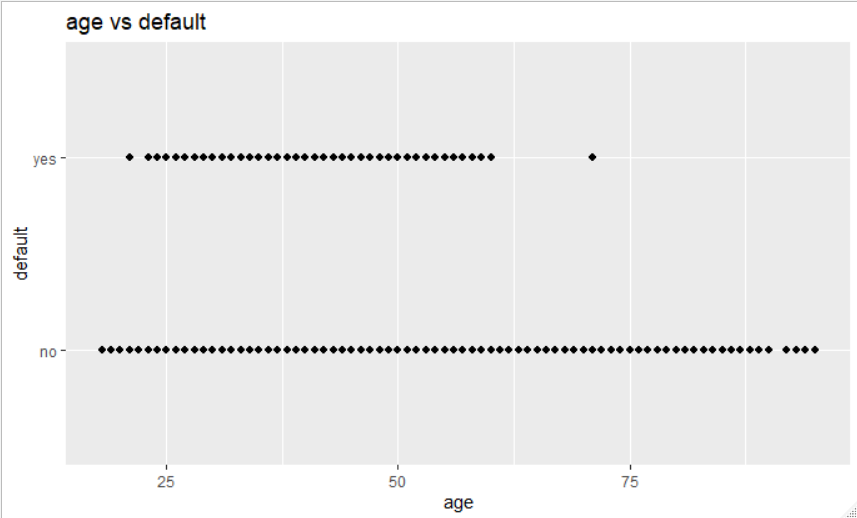 age vs default
yes
default
no
25
50
75
age